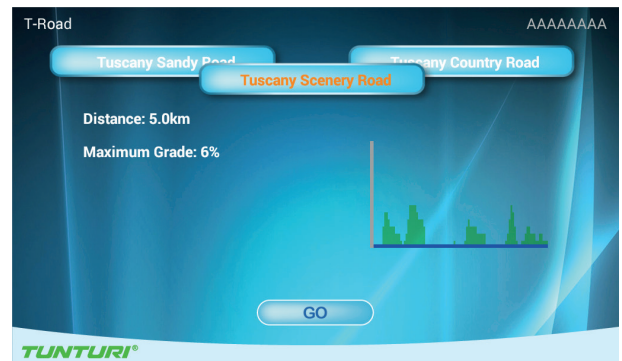 T-Road
AAAAAAAA
Tuscany Sandy Road
Tuscany Country Road
Tuscany Scenery Road
Distance: 5.0km
Maximum Grade: 6%
GO
TUNTURI®